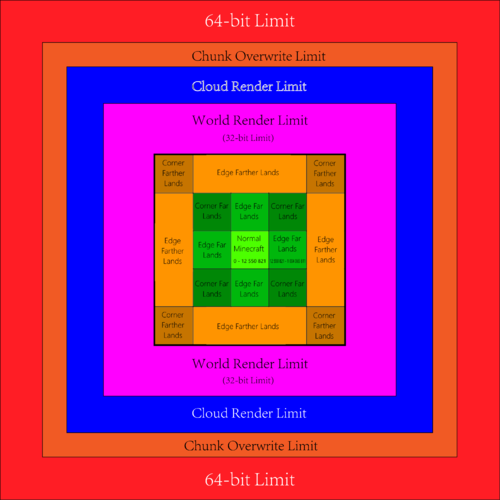 64-bit Limit
Chunk Overwrite Limit
Cloud Render Limit
World Render Limit
(32-bit Limit)
Corner Farther Lands
Edge Farther Lands
Corner Farther Lands
Corner Far Lands
Edge Far Lands
Corner Far Lands
Edge Farther Lands
Edge Far Lands
Normal Minecraft
0 - 12 550 821
Edge Far Lands
Edge Farther Lands
Corner Far Lands
Edge Far Lands
Corner Far Lands
Corner Farther Lands
Edge Farther Lands
Corner Farther Lands
World Render Limit
(32-bit Limit)
Cloud Render Limit
Chunk Overwrite Limit
64-bit Limit